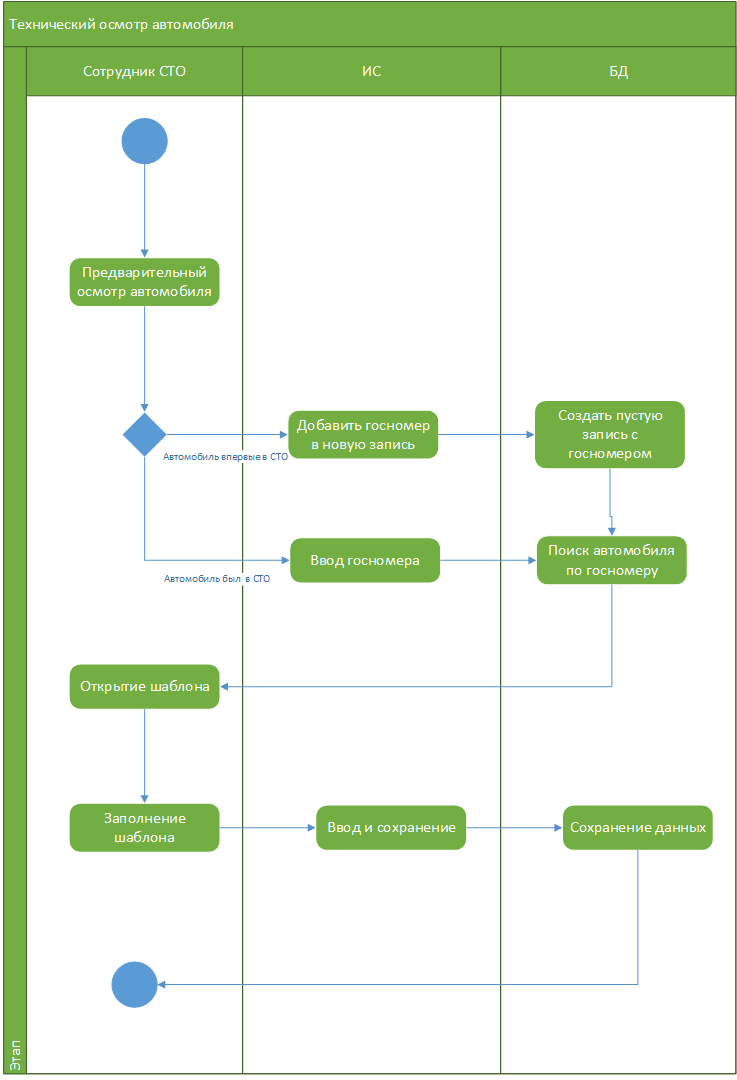 Технический осмотр автомобиля
Сотрудник СТО
ИС
БД
Предварительный
осмотр автомобиля
Добавить госномер
в новую запись
Создать пустую
запись с
госномером
Автомобиль впервые в СТО
Ввод госномера
Поиск автомобиля
по госномеру
Автомобиль был в СТО
Открытие шаблона
Заполнение
шаблона
Ввод и сохранение
Сохранение данных
Этап